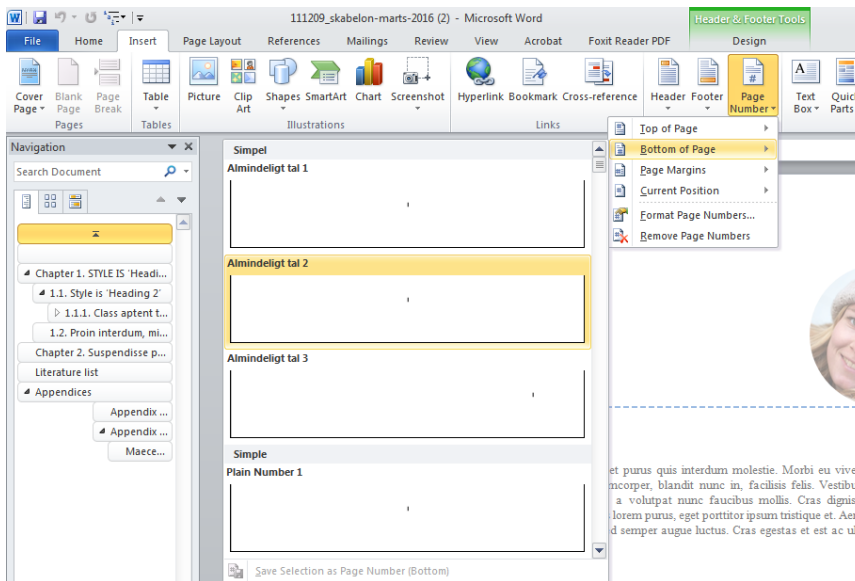 111209_skabelon-marts-2016 (2) - Microsoft Word
Header & Footer Tools
File Home Insert Page Layout References Mailings Review View Acrobat Foxit Reader PDF Design
Cover Page
Blank Page
Page Break
Table
Picture
Clip Art
Shapes
SmartArt
Chart
Screenshot
Hyperlink
Bookmark
Cross-reference
Header
Footer
Page Number
Text Box
Quick Parts
Pages Tables Illustrations Links
Navigation
Search Document
Chapter 1. STYLE IS 'Headi...
1.1. Style is 'Heading 2'
1.1.1. Class aptent t...
1.2. Proin interdum, mi...
Chapter 2. Suspendisse p...
Literature list
Appendices
Appendix ...
Appendix ...
Maece...
Simpel
Almindeligt tal 1
Almindeligt tal 2
Almindeligt tal 3
Simple
Plain Number 1
Save Selection as Page Number (Bottom)
Top of Page
Bottom of Page
Page Margins
Current Position
Format Page Numbers...
Remove Page Numbers
et purus quis interdum molestie. Morbi eu vive
mcorper, blandit nunc in, facilisis felis. Vestibu
a volutpat nunc faucibus mollis. Cras dignis
lorem purus, eget porttitor ipsum tristique et. Aen
d semper augue luctus. Cras egestas et est ac ul